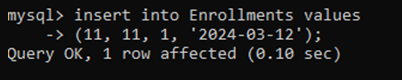 mysql> insert into Enrollments values
    -> (11, 11, 1, '2024-03-12');
Query OK, 1 row affected (0.10 sec)